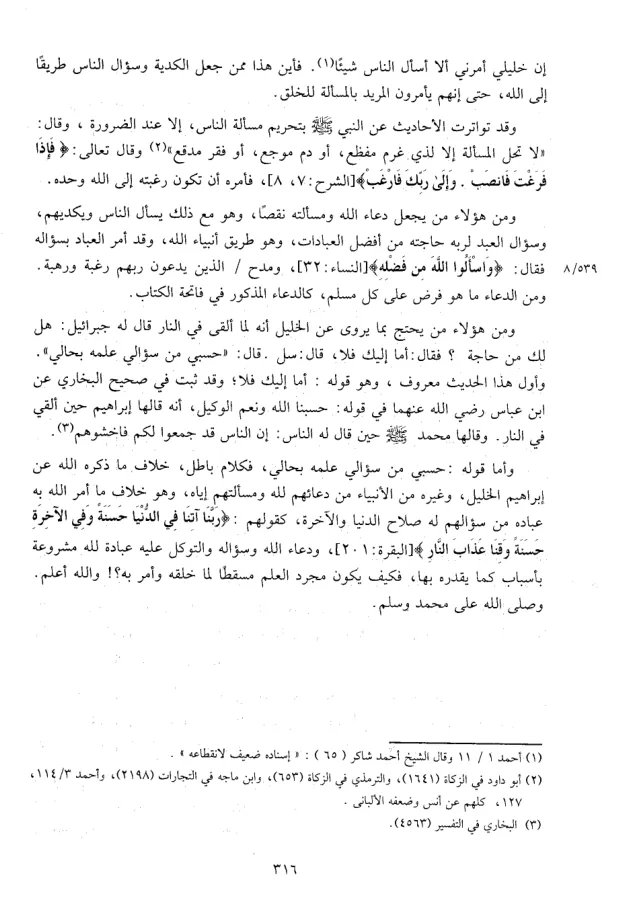 إن خليلي أمرني ألا أسأل الناس شيئًا(١). فأين هذا ممن جعل الكدية وسؤال الناس طريقًا
إلى الله، حتى إنهم يأمرون المريد بالمسألة للخلق.
وقد تواترت الأحاديث عن النبي ﷺ بتحريم مسألة الناس، إلا عند الضرورة ، وقال:
«لا تحل المسألة إلا لذي غرم مفظع، أو دم موجع، أو فقر مدقع»(٢) وقال تعالى: ﴿ فَإِذَا
فَرَغْتَ فَانصَبْ . وَإِلَىٰ رَبِّكَ فَارْغَبْ﴾[الشرح:٧، ٨]، فأمره أن تكون رغبته إلى الله وحده.
ومن هؤلاء من يجعل دعاء الله ومسألته نقصًا، وهو مع ذلك يسأل الناس ويكديهم،
وسؤال العبد لربه حاجته من أفضل العبادات، وهو طريق أنبياء الله، وقد أمر العباد بسؤاله
فقال: ﴿وَاسْأَلُوا اللَّهَ مِن فَضْلِهِ﴾[النساء:٣٢]، ومدح / الذين يدعون ربهم رغبة ورهبة. ٨/٥٣٩
ومن الدعاء ما هو فرض على كل مسلم، كالدعاء المذكور في فاتحة الكتاب.
ومن هؤلاء من يحتج بما يروى عن الخليل أنه لما ألقى في النار قال له جبرائيل: هل
لك من حاجة ؟ فقال:أما إليك فلا، قال:سل .قال: «حسبي من سؤالي علمه بحالي».
وأول هذا الحديث معروف ، وهو قوله : أما إليك فلا؛ وقد ثبت في صحيح البخاري عن
ابن عباس رضي الله عنهما في قوله: حسبنا الله ونعم الوكيل، أنه قالها إبراهيم حين ألقي
في النار. وقالها محمد ﷺ حين قال له الناس: إن الناس قد جمعوا لكم فاخشوهم(٣).
وأما قوله :حسبي من سؤالي علمه بحالي، فكلام باطل، خلاف ما ذكره الله عن
إبراهيم الخليل، وغيره من الأنبياء من دعائهم لله ومسألتهم إياه، وهو خلاف ما أمر الله به
عباده من سؤالهم له صلاح الدنيا والآخرة، كقولهم :﴿رَبَّنَا آتِنَا فِي الدُّنْيَا حَسَنَةً وَفِي الآخِرَةِ
حَسَنَةً وَقِنَا عَذَابَ النَّارِ ﴾[البقرة:٢٠١]، ودعاء الله وسؤاله والتوكل عليه عبادة لله مشروعة
بأسباب كما يقدره بها، فكيف يكون مجرد العلم مسقطًا لما خلقه وأمر به؟! والله أعلم.
وصلى الله على محمد وسلم.
(١) أحمد ١ / ١١ وقال الشيخ أحمد شاكر (٦٥) : « إسناده ضعيف لانقطاعه » .
(٢) أبو داود في الزكاة (١٦٤١)، والترمذي في الزكاة (٦٥٣)، وابن ماجه في التجارات (٢١٩٨)، وأحمد ٣/١١٤،
١٢٧، كلهم عن أنس وضعفه الألبانى .
(٣) البخاري في التفسير (٤٥٦٣).
٣١٦